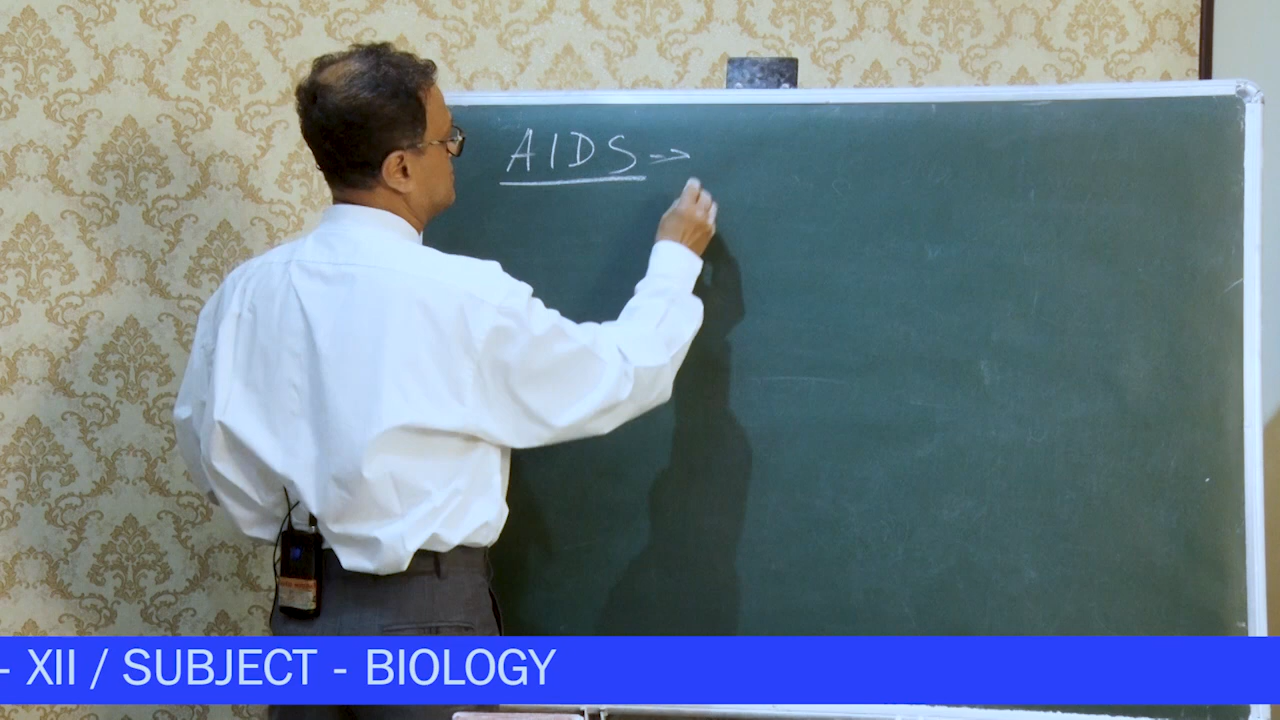 AIDS →
- XII / SUBJECT - BIOLOGY